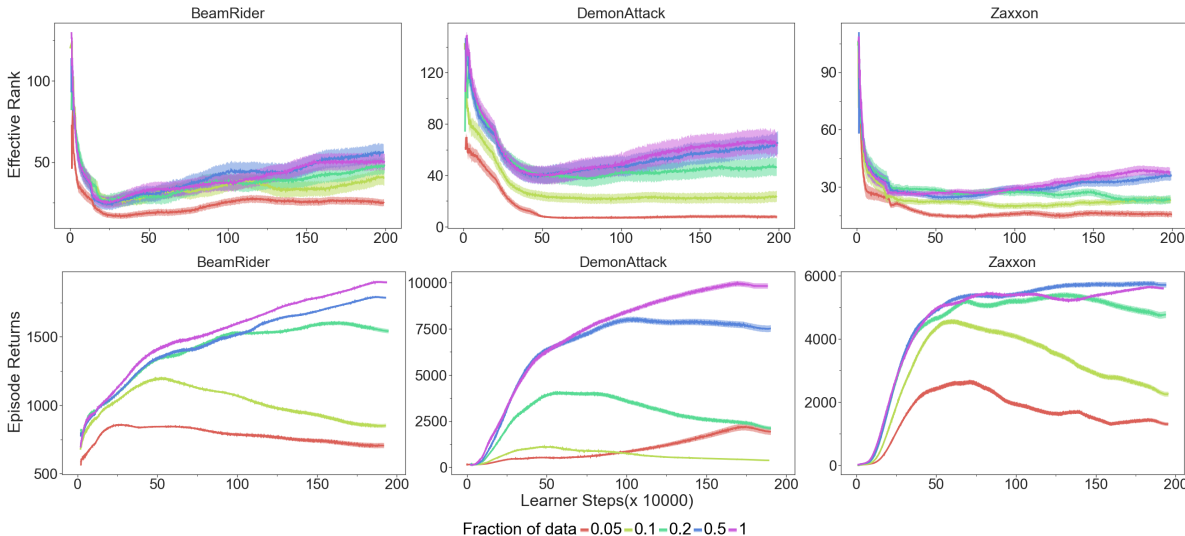 BeamRider
DemonAttack
Zaxxon
Effective Rank
100
50
0 50 100 150 200
120
80
40
0
0 50 100 150 200
90
60
30
0 50 100 150 200
BeamRider
DemonAttack
Zaxxon
Episode Returns
1500
1000
500
0 50 100 150 200
10000
7500
5000
2500
0
0 50 100 150 200
6000
4000
2000
0
0 50 100 150 200
Learner Steps(x 10000)
Fraction of data 0.05 0.1 0.2 0.5 1